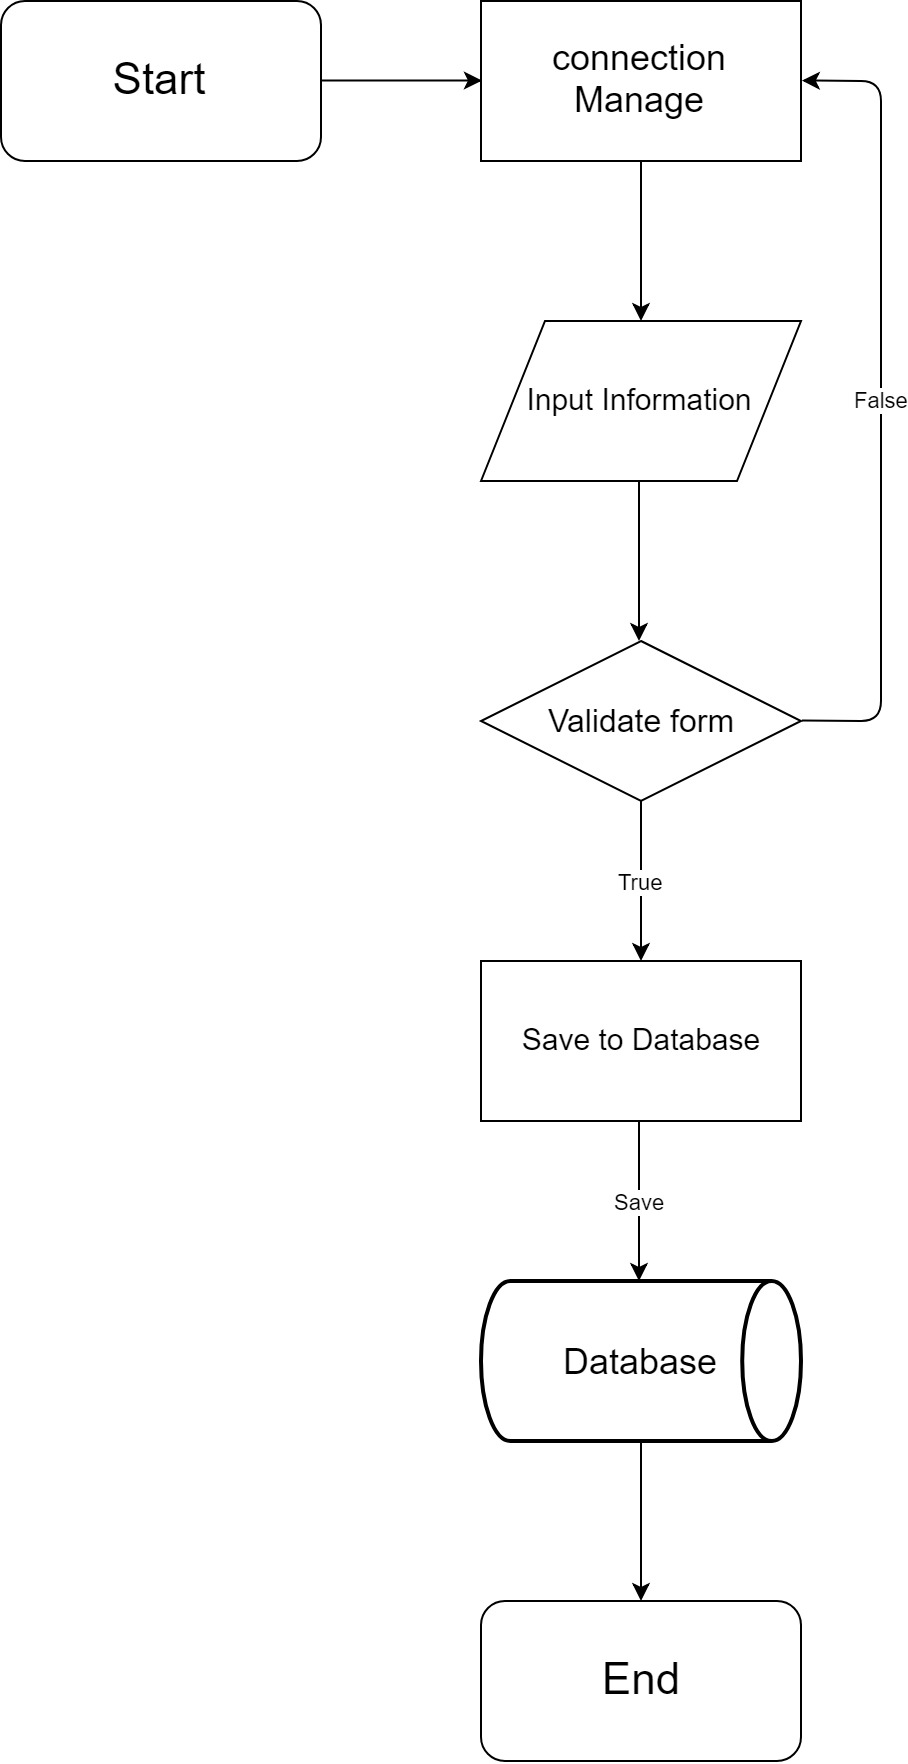 Start
connection
Manage
Input Information
False
Validate form
True
Save to Database
Save
Database
End